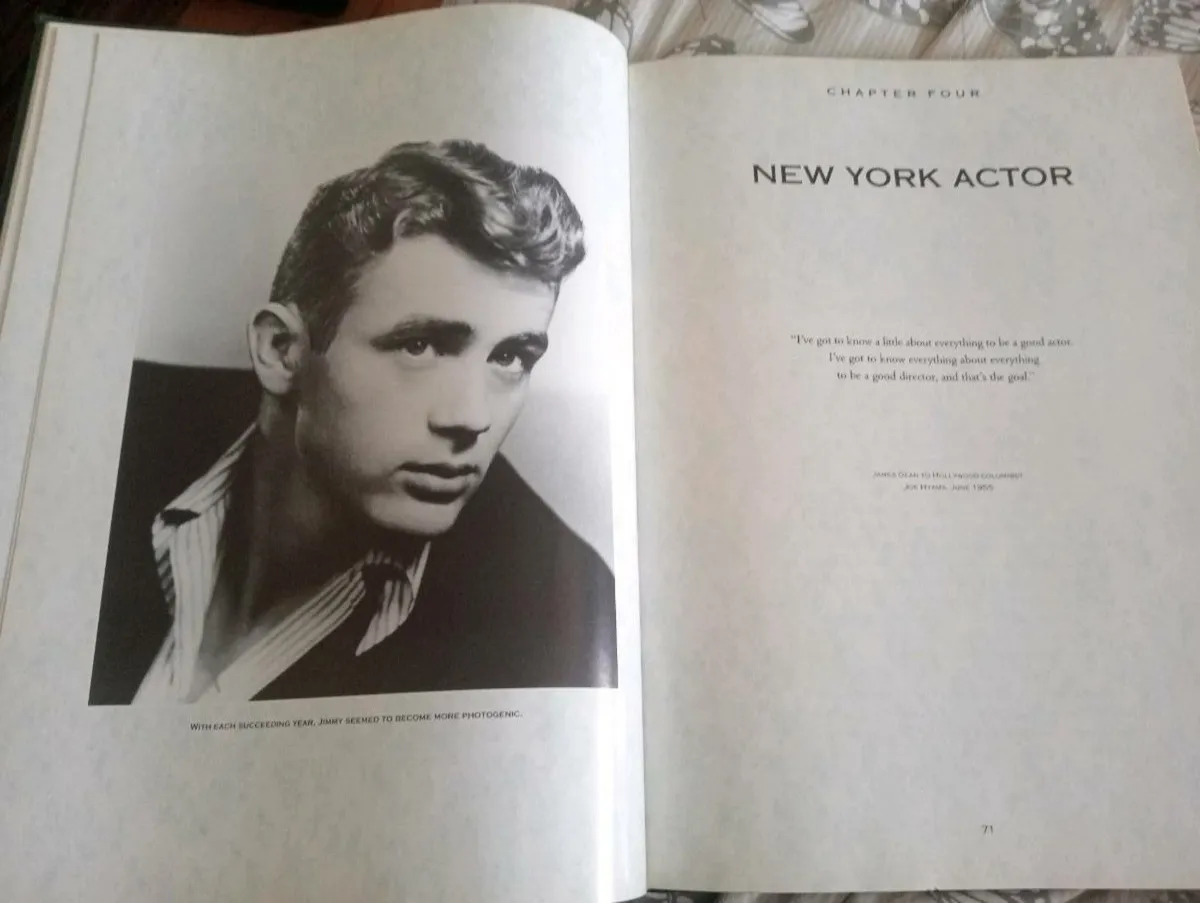 WITH EACH SUCCEEDING YEAR, JIMMY SEEMED TO BECOME MORE PHOTOGENIC.
CHAPTER FOUR
NEW YORK ACTOR
"I've got to know a little about everything to be a good actor.
I've got to know everything about everything
to be a good director, and that's the goal."
JAMES DEAN TO HOLLYWOOD COLUMNIST
JOE HYAMS, JUNE 1955
71